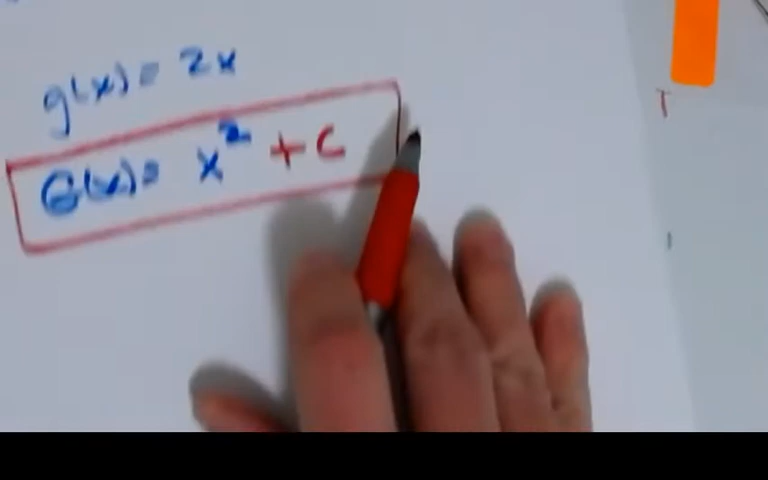 g(x) = 2x
G(x) = x² + C